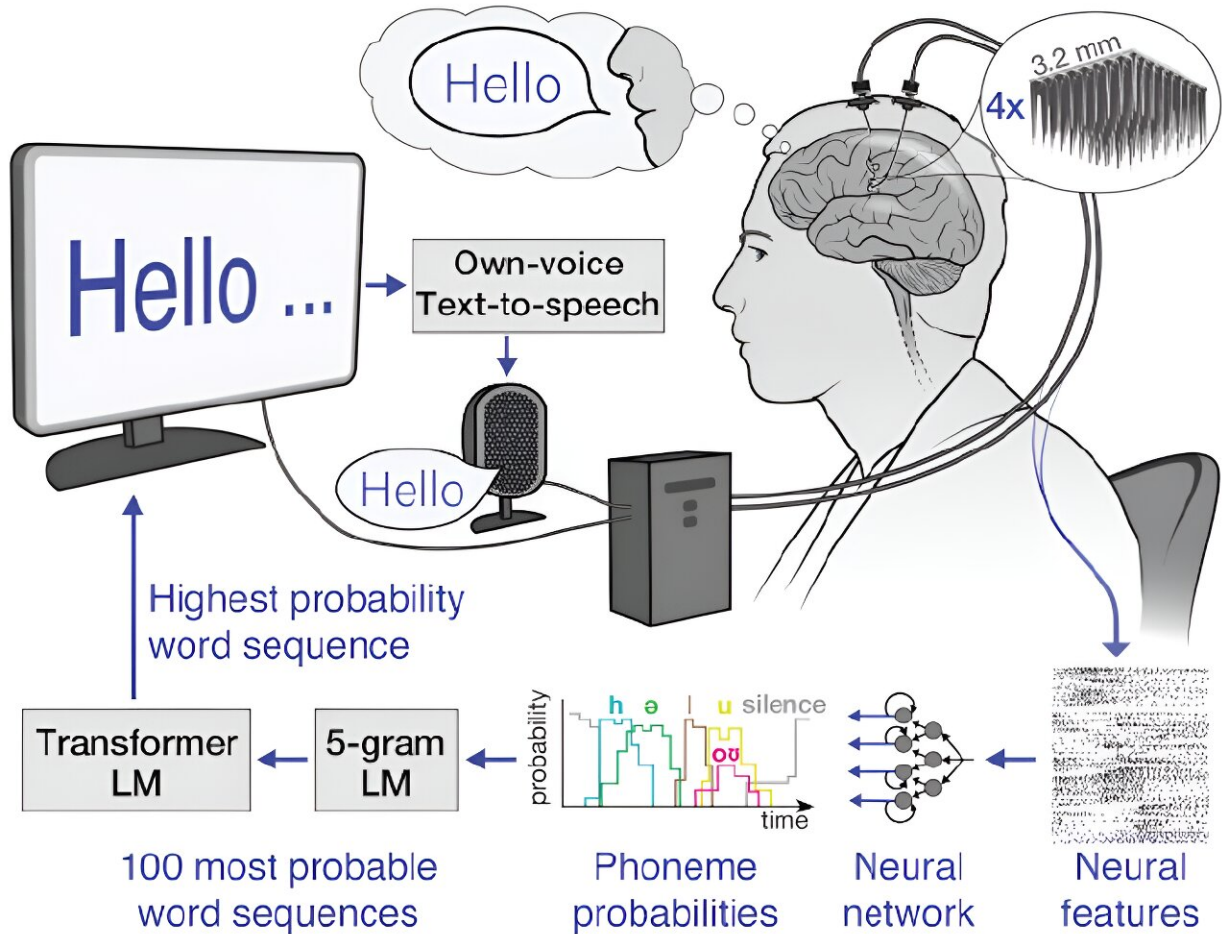 Hello
3.2 mm
4x
Hello ...
Own-voice
Text-to-speech
Hello
Highest probability
word sequence
Transformer
LM
5-gram
LM
probability
h ə l u silence
oʊ
time
100 most probable
word sequences
Phoneme
probabilities
Neural
network
Neural
features